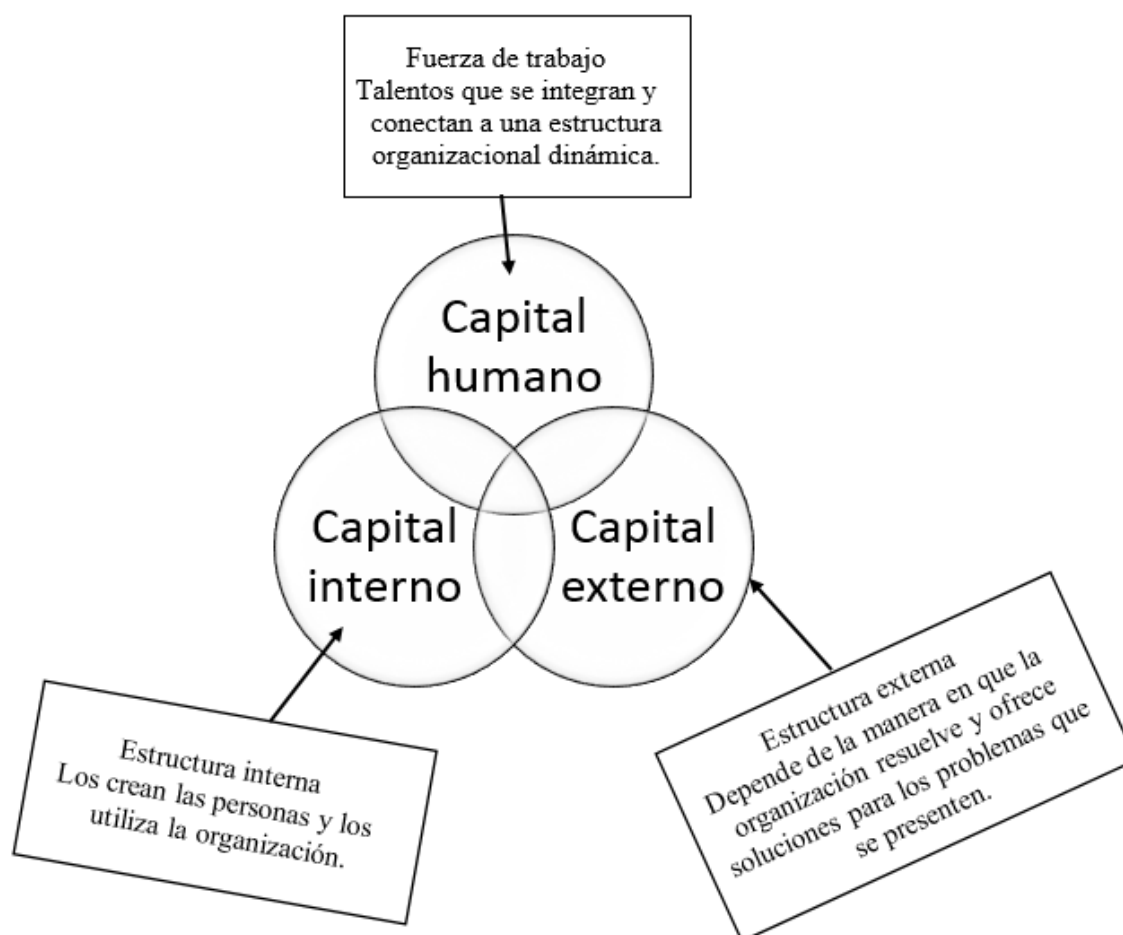 Fuerza de trabajo
Talentos que se integran y
conectan a una estructura
organizacional dinámica.
Capital
humano
Capital
interno
Capital
externo
Estructura interna
Los crean las personas y los
utiliza la organización.
Estructura externa
Depende de la manera en que la
organización resuelve y ofrece
soluciones para los problemas que
se presenten.